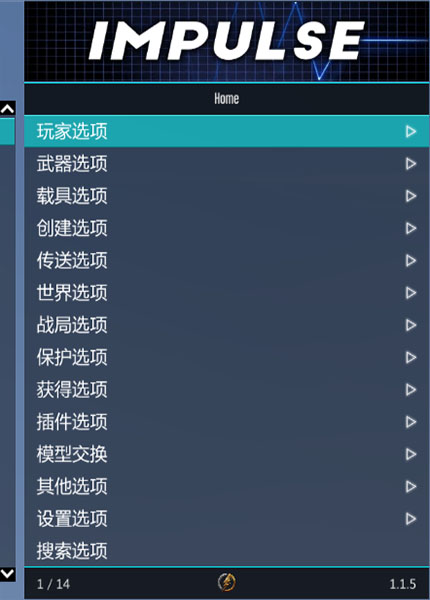 IMPULSE
Home
玩家选项
武器选项
载具选项
创建选项
传送选项
世界选项
战局选项
保护选项
获得选项
插件选项
模型交换
其他选项
设置选项
搜索选项
1 / 14
1.1.5